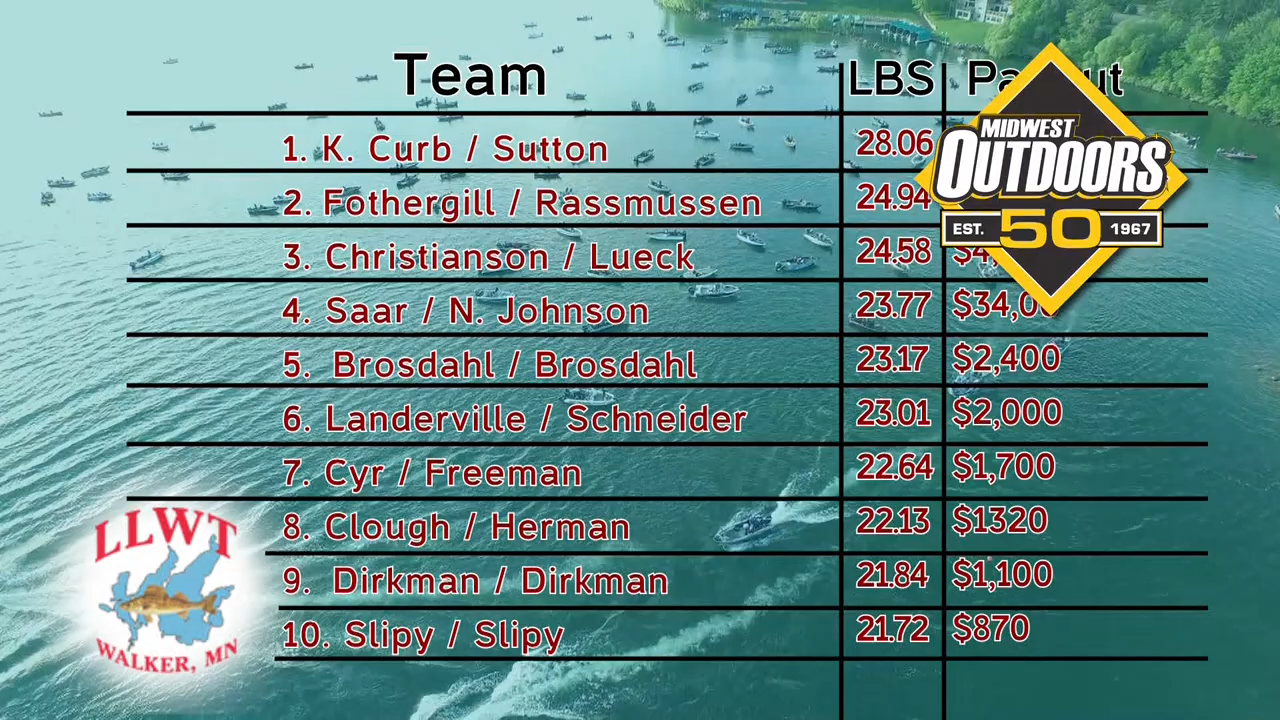 Team LBS
1. K. Curb / Sutton 28.06
2. Fothergill / Rassmussen 24.94
3. Christianson / Lueck 24.58
4. Saar / N. Johnson 23.77 $34,0
5. Brosdahl / Brosdahl 23.17 $2,400
6. Landerville / Schneider 23.01 $2,000
7. Cyr / Freeman 22.64 $1,700
8. Clough / Herman 22.13 $1320
9. Dirkman / Dirkman 21.84 $1,100
10. Slipy / Slipy 21.72 $870
MIDWEST
OUTDOORS
EST. 50 1967
LLWT
WALKER, MN